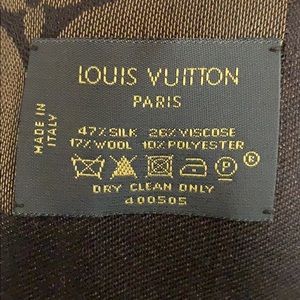 LOUIS VUITTON
PARIS
MADE IN
ITALY
47% SILK 26% VISCOSE
17% WOOL 10% POLYESTER
P ®
DRY CLEAN ONLY
400505